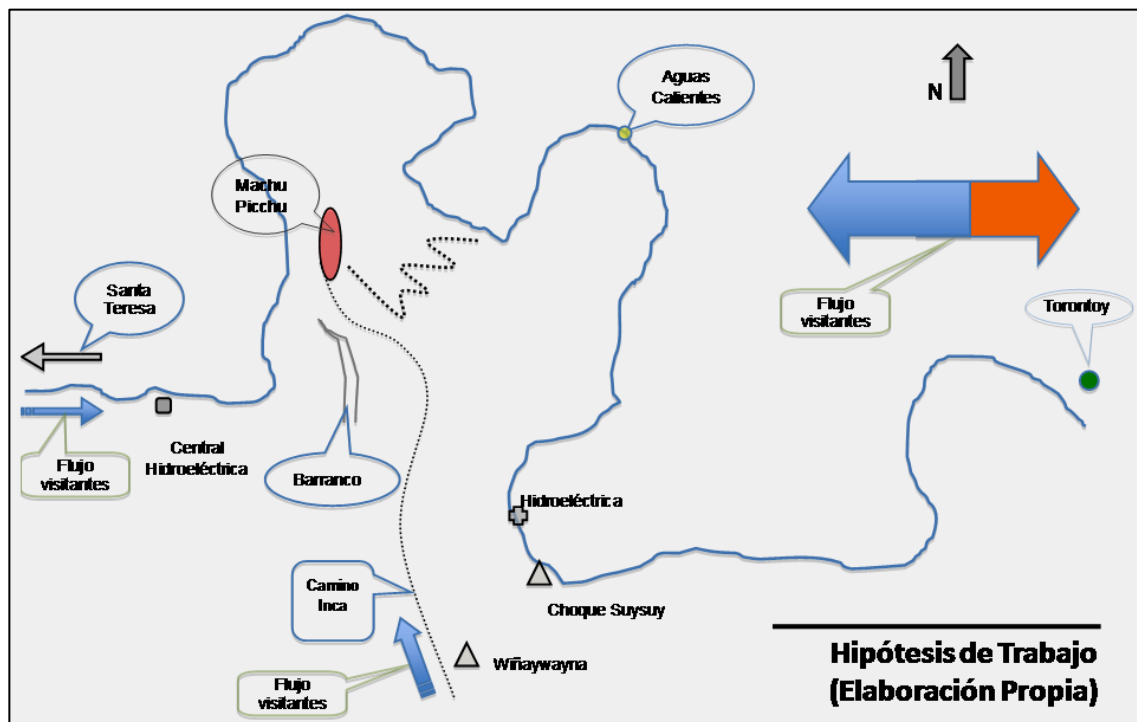 Aguas
Calientes
N
Machu
Picchu
Santa
Teresa
Flujo
visitantes
Torontoy
Central
Hidroeléctrica
Flujo
visitantes
Barranco
Hidroeléctrica
Camino
Inca
Choque Suysuy
Wiñaywayna
Flujo
visitantes
Hipótesis de Trabajo
(Elaboración Propia)